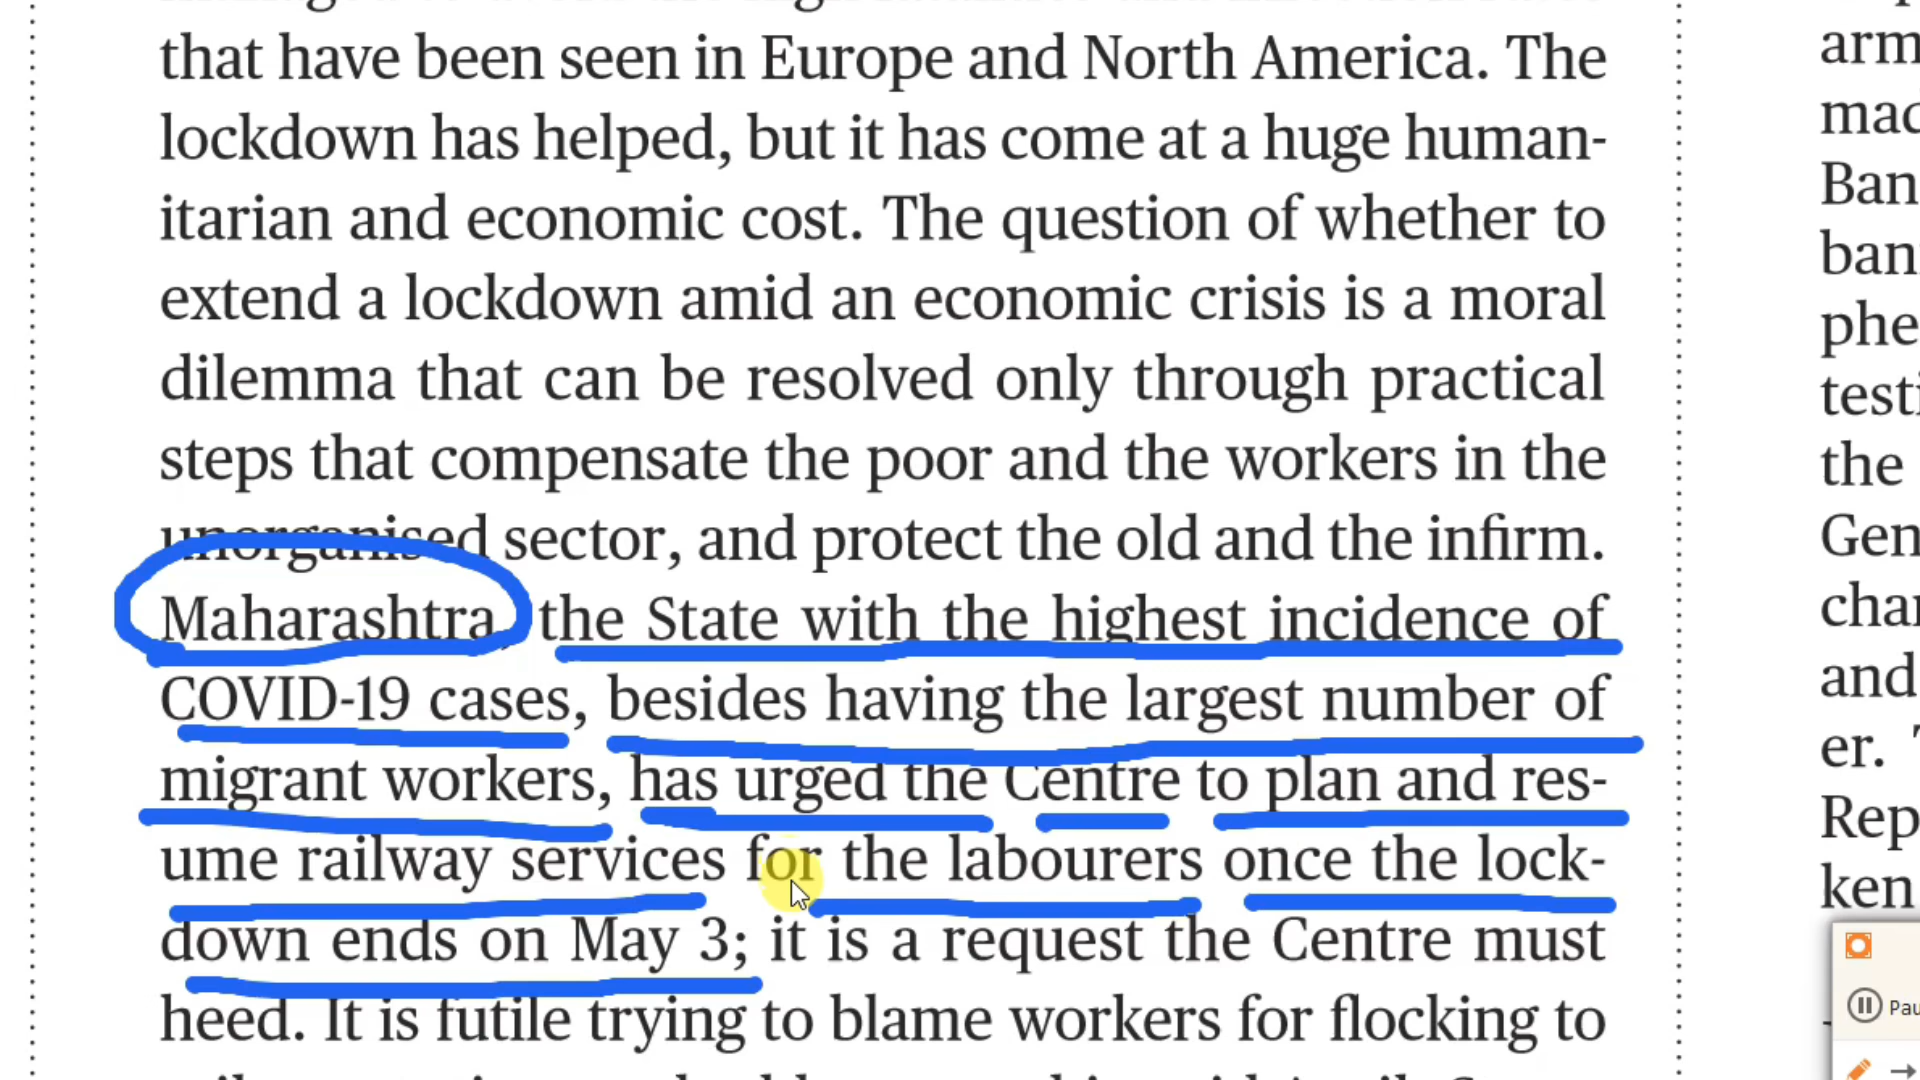 that have been seen in Europe and North America. The
lockdown has helped, but it has come at a huge human-
itarian and economic cost. The question of whether to
extend a lockdown amid an economic crisis is a moral
dilemma that can be resolved only through practical
steps that compensate the poor and the workers in the
unorganised sector, and protect the old and the infirm.
Maharashtra, the State with the highest incidence of
COVID-19 cases, besides having the largest number of
migrant workers, has urged the Centre to plan and res-
ume railway services for the labourers once the lock-
down ends on May 3; it is a request the Centre must
heed. It is futile trying to blame workers for flocking to
arm
mad
Ban
ban
phe
testi
the
Gen
char
and
er.
Rep
ken
Pau